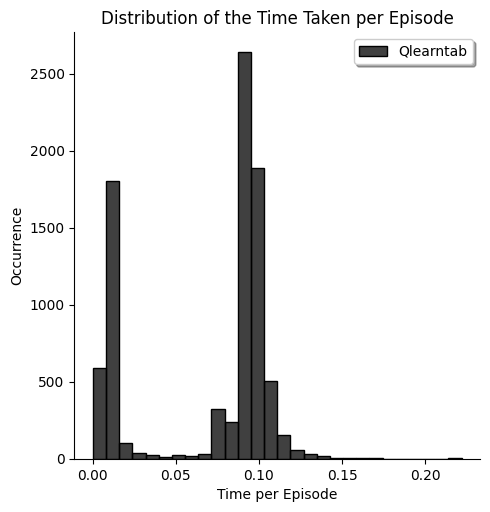 Distribution of the Time Taken per Episode
Qlearntab
2500
2000
1500
1000
500
0
Occurrence
0.00 0.05 0.10 0.15 0.20
Time per Episode